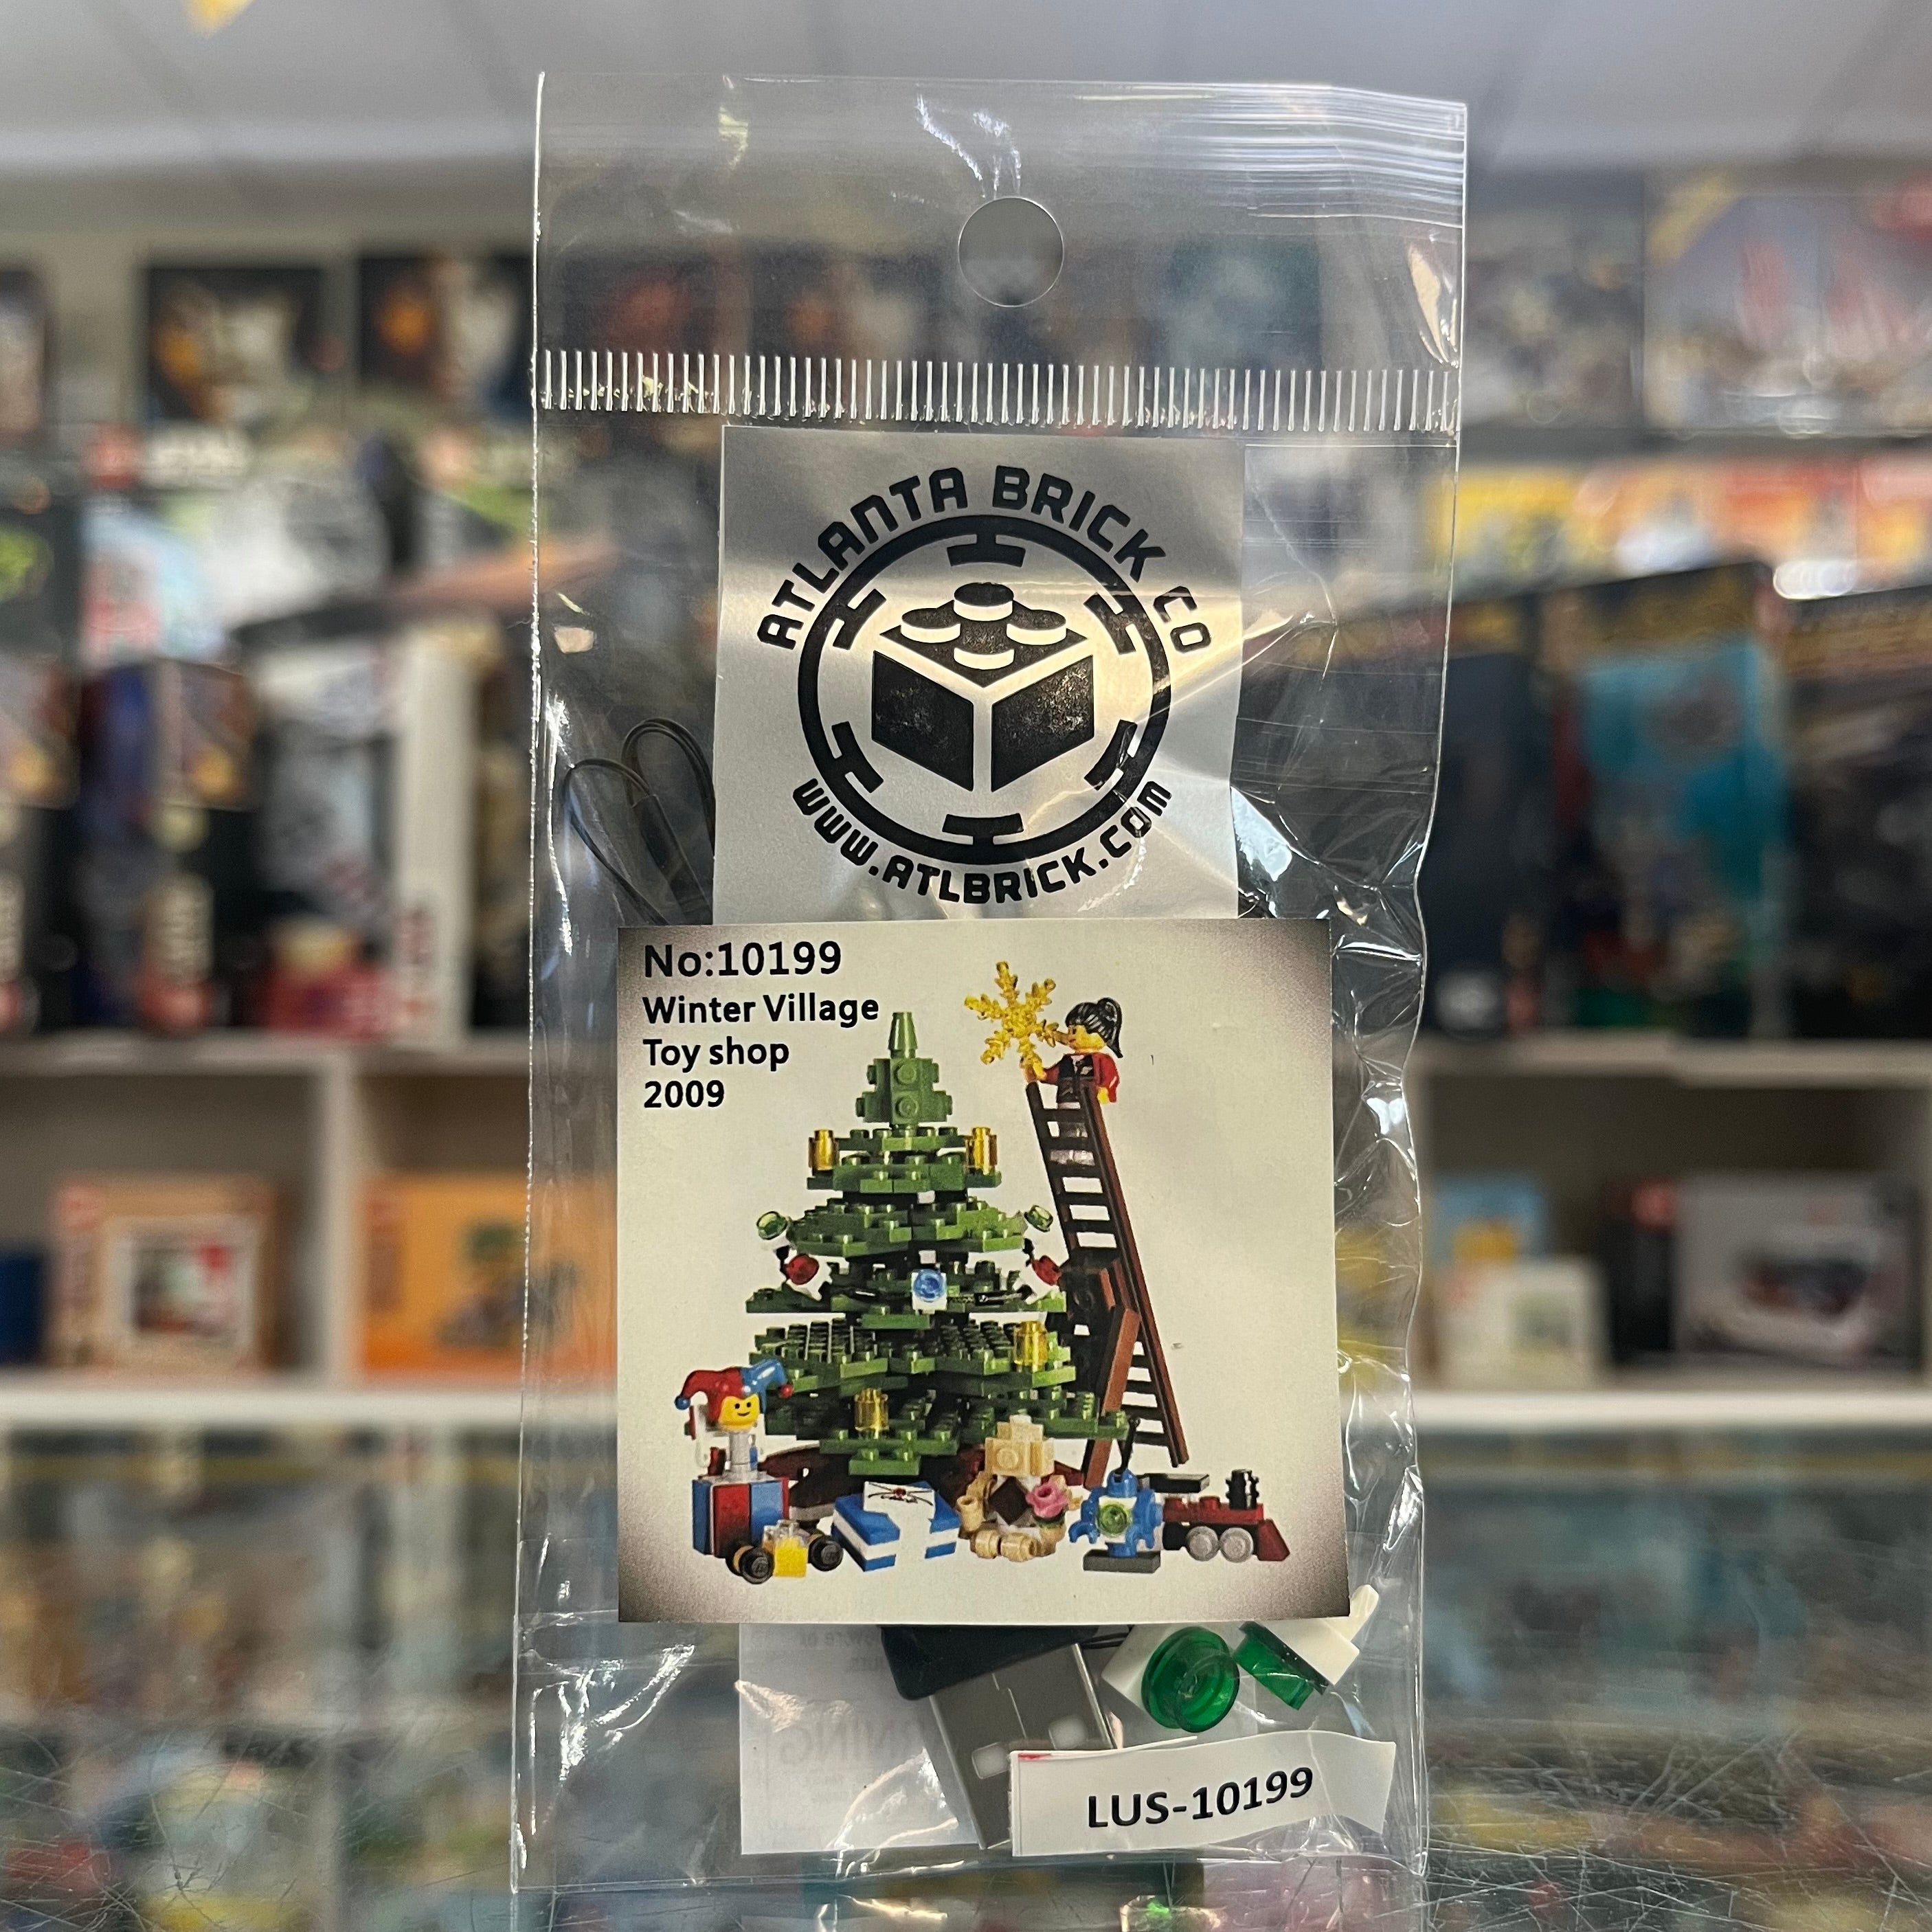 ATLANTA BRICK CO
WWW.ATLBRICK.COM
No:10199
Winter Village
Toy shop
2009
LUS-10199